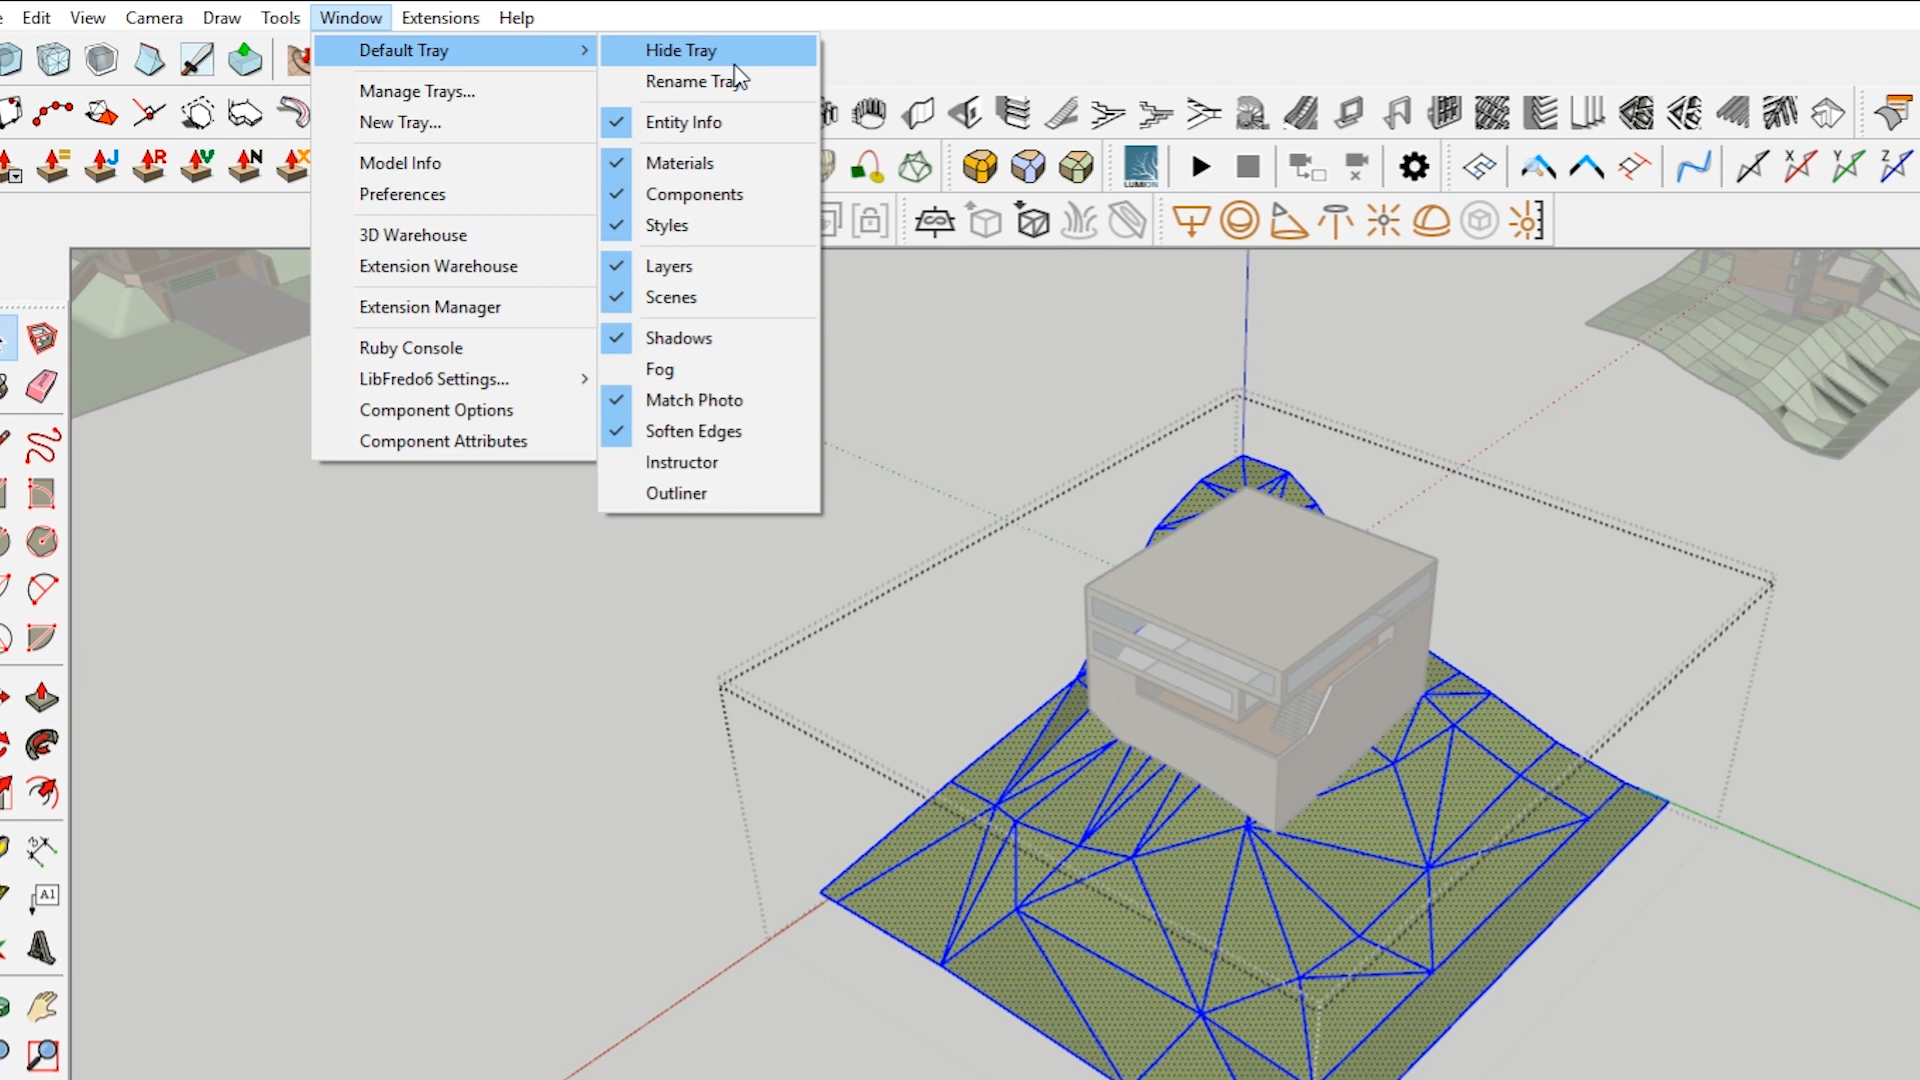 Edit View Camera Draw Tools Window Extensions Help
Default Tray
Manage Trays...
New Tray...
Model Info
Preferences
3D Warehouse
Extension Warehouse
Extension Manager
Ruby Console
LibFredo6 Settings...
Component Options
Component Attributes
Hide Tray
Rename Tray
Entity Info
Materials
Components
Styles
Layers
Scenes
Shadows
Fog
Match Photo
Soften Edges
Instructor
Outliner
J R V N X
LUMION
X Y Z
A1